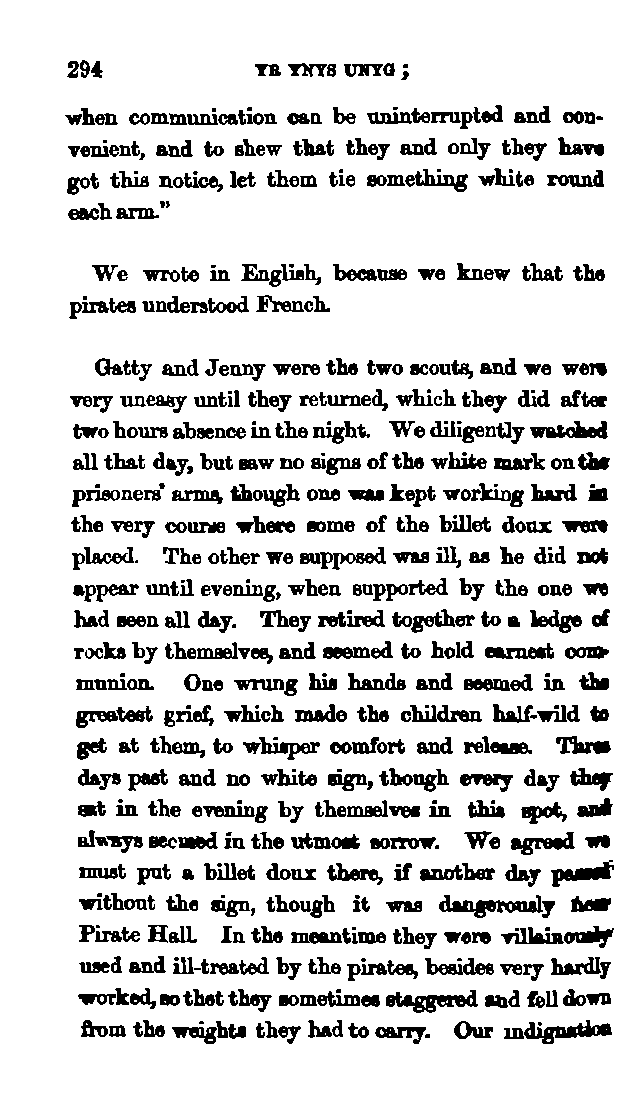 294 YR YNYS UNYG ;
when communication can be uninterrupted and con-
venient, and to shew that they and only they have
got this notice, let them tie something white round
each arm."
We wrote in English, because we knew that the
pirates understood French.
Gatty and Jenny were the two scouts, and we were
very uneasy until they returned, which they did after
two hours absence in the night. We diligently watched
all that day, but saw no signs of the white mark on the
prisoners' arms, though one was kept working hard in
the very course where some of the billet doux were
placed. The other we supposed was ill, as he did not
appear until evening, when supported by the one we
had seen all day. They retired together to a ledge of
rocks by themselves, and seemed to hold earnest com-
munion. One wrung his hands and seemed in the
greatest grief, which made the children half-wild to
get at them, to whisper comfort and release. Three
days past and no white sign, though every day they
sat in the evening by themselves in this spot, and
always seemed in the utmost sorrow. We agreed we
must put a billet doux there, if another day passed
without the sign, though it was dangerously near
Pirate Hall. In the meantime they were villainously
used and ill-treated by the pirates, besides very hardly
worked, so thet they sometimes staggered and fell down
from the weights they had to carry. Our indignation